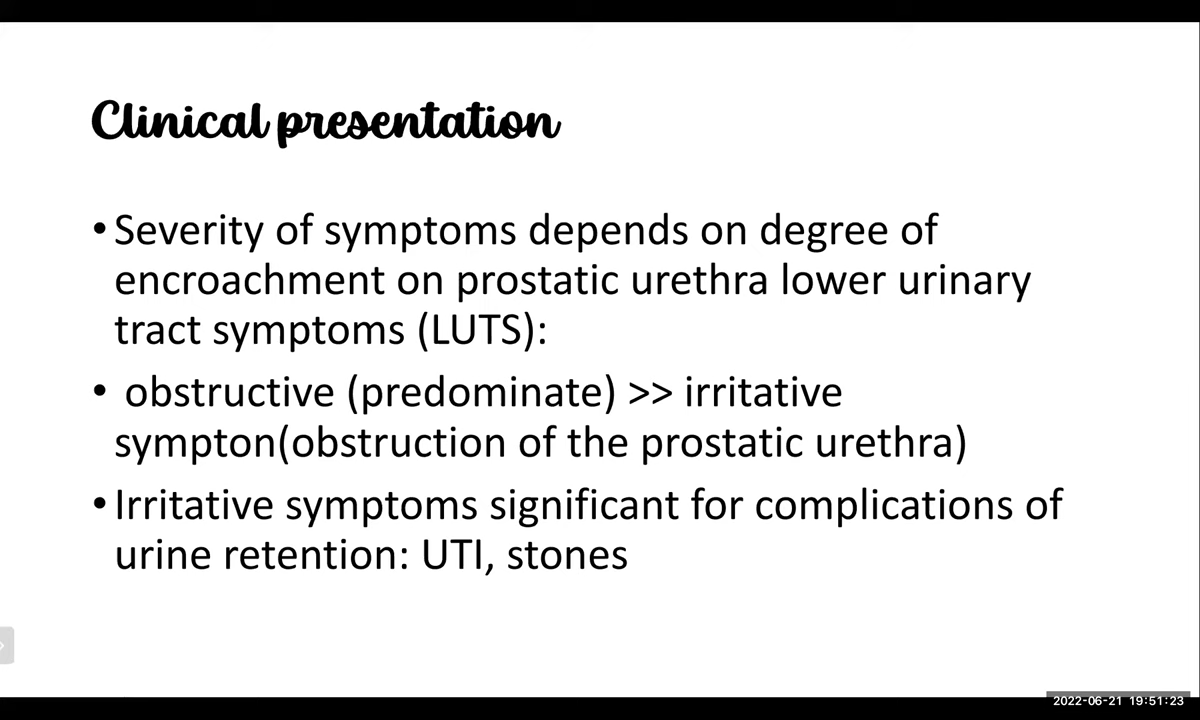 Clinical presentation
• Severity of symptoms depends on degree of
encroachment on prostatic urethra lower urinary
tract symptoms (LUTS):
• obstructive (predominate) >> irritative
sympton(obstruction of the prostatic urethra)
• Irritative symptoms significant for complications of
urine retention: UTI, stones
2022-06-21 19:51:23